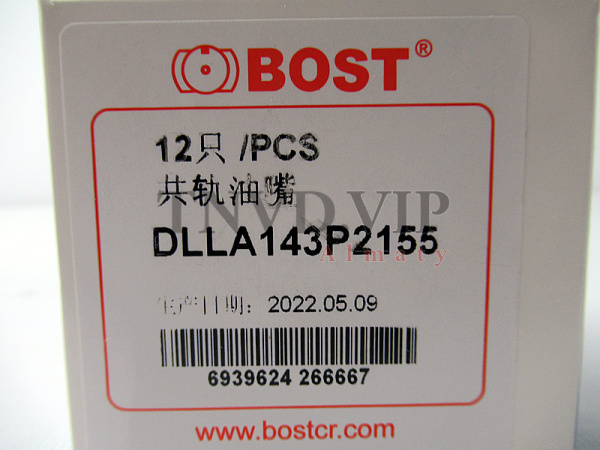 BOST®
12只 /PCS
共轨油嘴
TNVD.VIP
DLLA143P2155
Almaty
生产日期: 2022.05.09
6939624 266667
www.bostcr.com